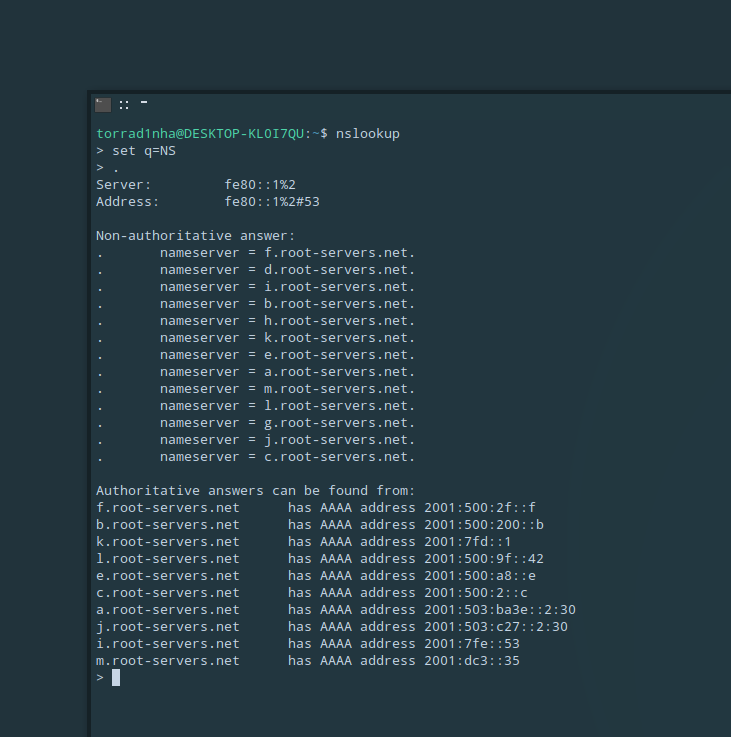 :: -
torrad1nha@DESKTOP-KL0I7QU:~$ nslookup
> set q=NS
> .
Server:         fe80::1%2
Address:        fe80::1%2#53

Non-authoritative answer:
.       nameserver = f.root-servers.net.
.       nameserver = d.root-servers.net.
.       nameserver = i.root-servers.net.
.       nameserver = b.root-servers.net.
.       nameserver = h.root-servers.net.
.       nameserver = k.root-servers.net.
.       nameserver = e.root-servers.net.
.       nameserver = a.root-servers.net.
.       nameserver = m.root-servers.net.
.       nameserver = l.root-servers.net.
.       nameserver = g.root-servers.net.
.       nameserver = j.root-servers.net.
.       nameserver = c.root-servers.net.

Authoritative answers can be found from:
f.root-servers.net      has AAAA address 2001:500:2f::f
b.root-servers.net      has AAAA address 2001:500:200::b
k.root-servers.net      has AAAA address 2001:7fd::1
l.root-servers.net      has AAAA address 2001:500:9f::42
e.root-servers.net      has AAAA address 2001:500:a8::e
c.root-servers.net      has AAAA address 2001:500:2::c
a.root-servers.net      has AAAA address 2001:503:ba3e::2:30
j.root-servers.net      has AAAA address 2001:503:c27::2:30
i.root-servers.net      has AAAA address 2001:7fe::53
m.root-servers.net      has AAAA address 2001:dc3::35
>